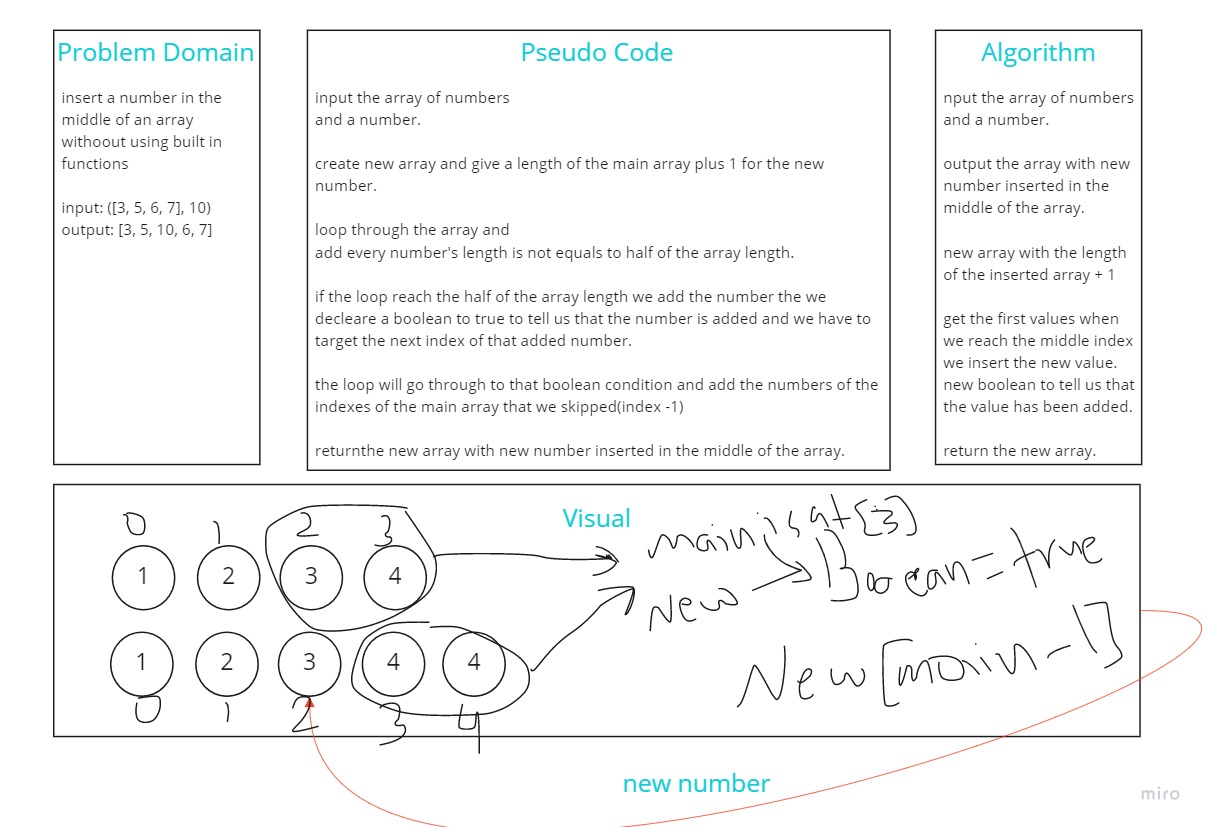 Problem Domain
insert a number in the
middle of an array
withoout using built in
functions
input: ([3, 5, 6, 7], 10)
output: [3, 5, 10, 6, 7]
Pseudo Code
input the array of numbers
and a number.
create new array and give a length of the main array plus 1 for the new
number.
loop through the array and
add every number's length is not equals to half of the array length.
if the loop reach the half of the array length we add the number the we
decleare a boolean to true to tell us that the number is added and we have to
target the next index of that added number.
the loop will go through to that boolean condition and add the numbers of the
indexes of the main array that we skipped(index -1)
returnthe new array with new number inserted in the middle of the array.
Algorithm
nput the array of numbers
and a number.
output the array with new
number inserted in the
middle of the array.
new array with the length
of the inserted array + 1
get the first values when
we reach the middle index
we insert the new value.
new boolean to tell us that
the value has been added.
return the new array.
Visual
0 1 2 3
1 2 3 4
1 2 3 4 4
0 1 2 3 4
main is at [3]
New Boolean = true
New [main - 1]
new number
miro